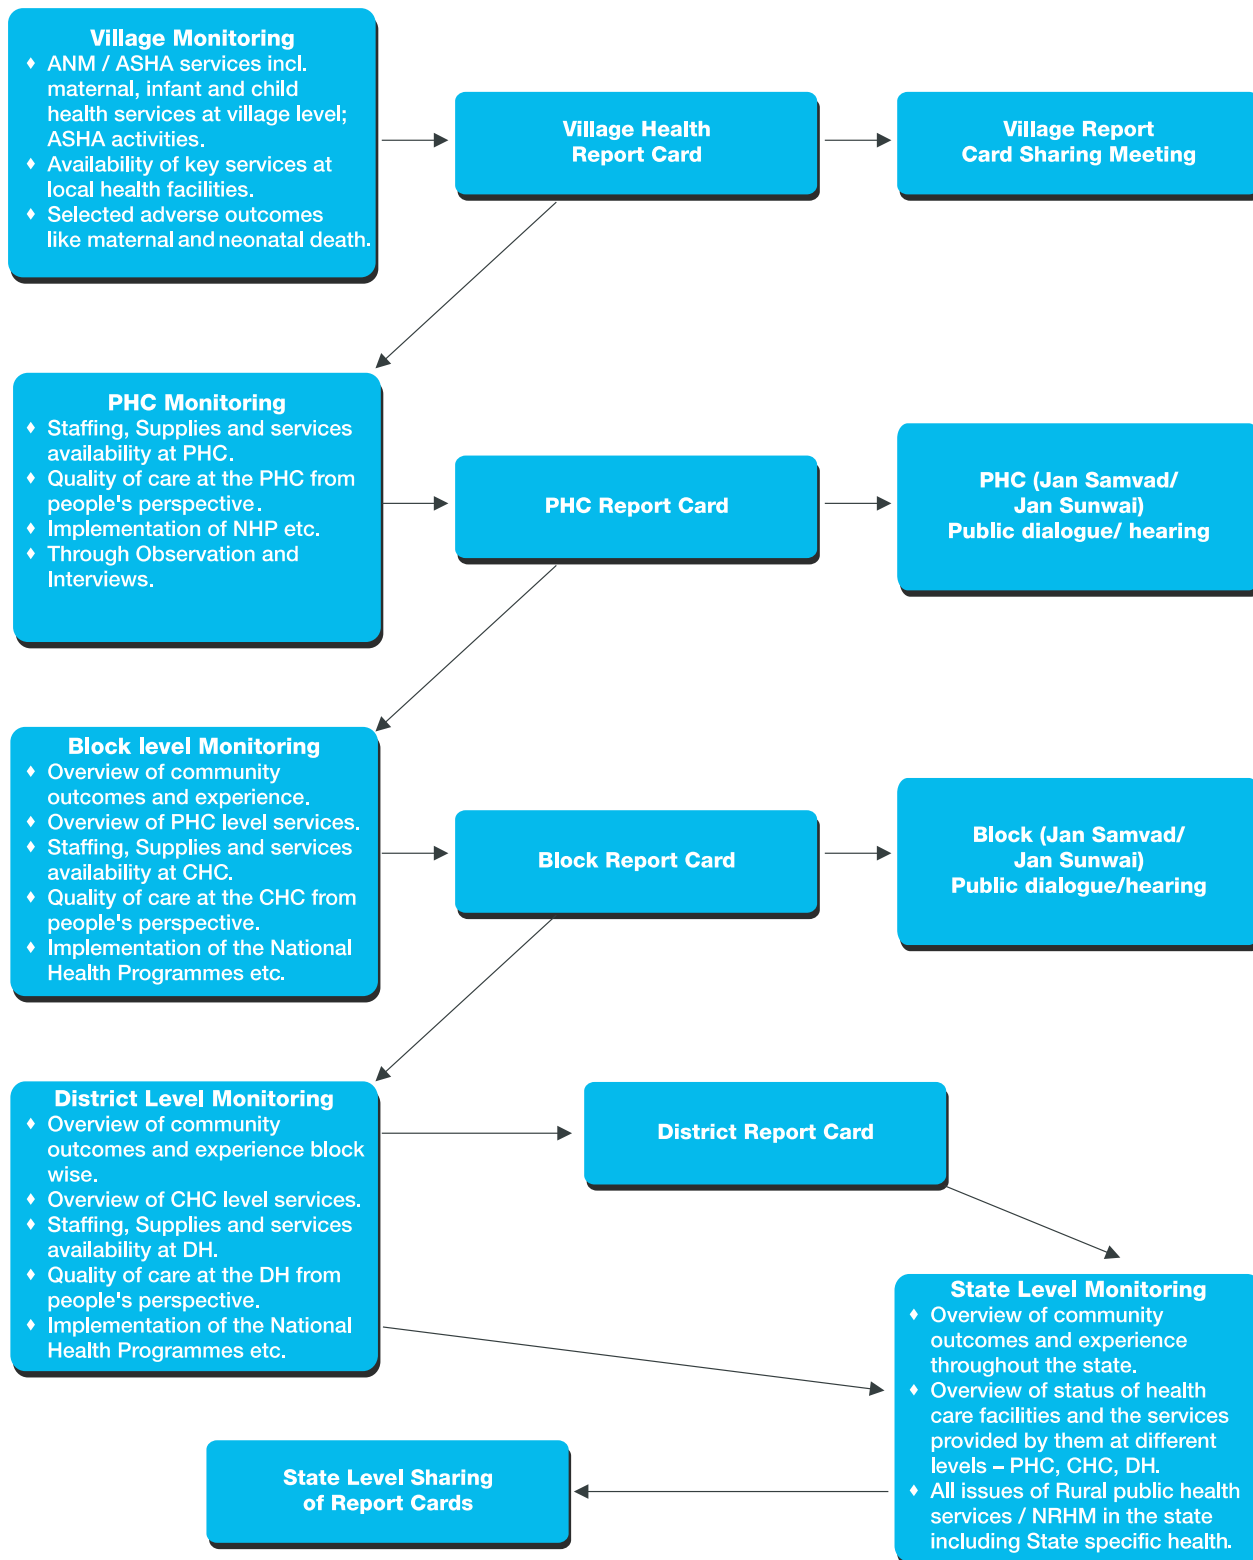 Village Monitoring
♦ ANM / ASHA services incl.
maternal, infant and child
health services at village level;
ASHA activities.
♦ Availability of key services at
local health facilities.
♦ Selected adverse outcomes
like maternal and neonatal death.
Village Health
Report Card
Village Report
Card Sharing Meeting
PHC Monitoring
♦ Staffing, Supplies and services
availability at PHC.
♦ Quality of care at the PHC from
people's perspective.
♦ Implementation of NHP etc.
♦ Through Observation and
Interviews.
PHC Report Card
PHC (Jan Samvad/
Jan Sunwai)
Public dialogue/ hearing
Block level Monitoring
♦ Overview of community
outcomes and experience.
♦ Overview of PHC level services.
♦ Staffing, Supplies and services
availability at CHC.
♦ Quality of care at the CHC from
people's perspective.
♦ Implementation of the National
Health Programmes etc.
Block Report Card
Block (Jan Samvad/
Jan Sunwai)
Public dialogue/hearing
District Level Monitoring
♦ Overview of community
outcomes and experience block
wise.
♦ Overview of CHC level services.
♦ Staffing, Supplies and services
availability at DH.
♦ Quality of care at the DH from
people's perspective.
♦ Implementation of the National
Health Programmes etc.
District Report Card
State Level Monitoring
♦ Overview of community
outcomes and experience
throughout the state.
♦ Overview of status of health
care facilities and the services
provided by them at different
levels – PHC, CHC, DH.
♦ All issues of Rural public health
services / NRHM in the state
including State specific health.
State Level Sharing
of Report Cards